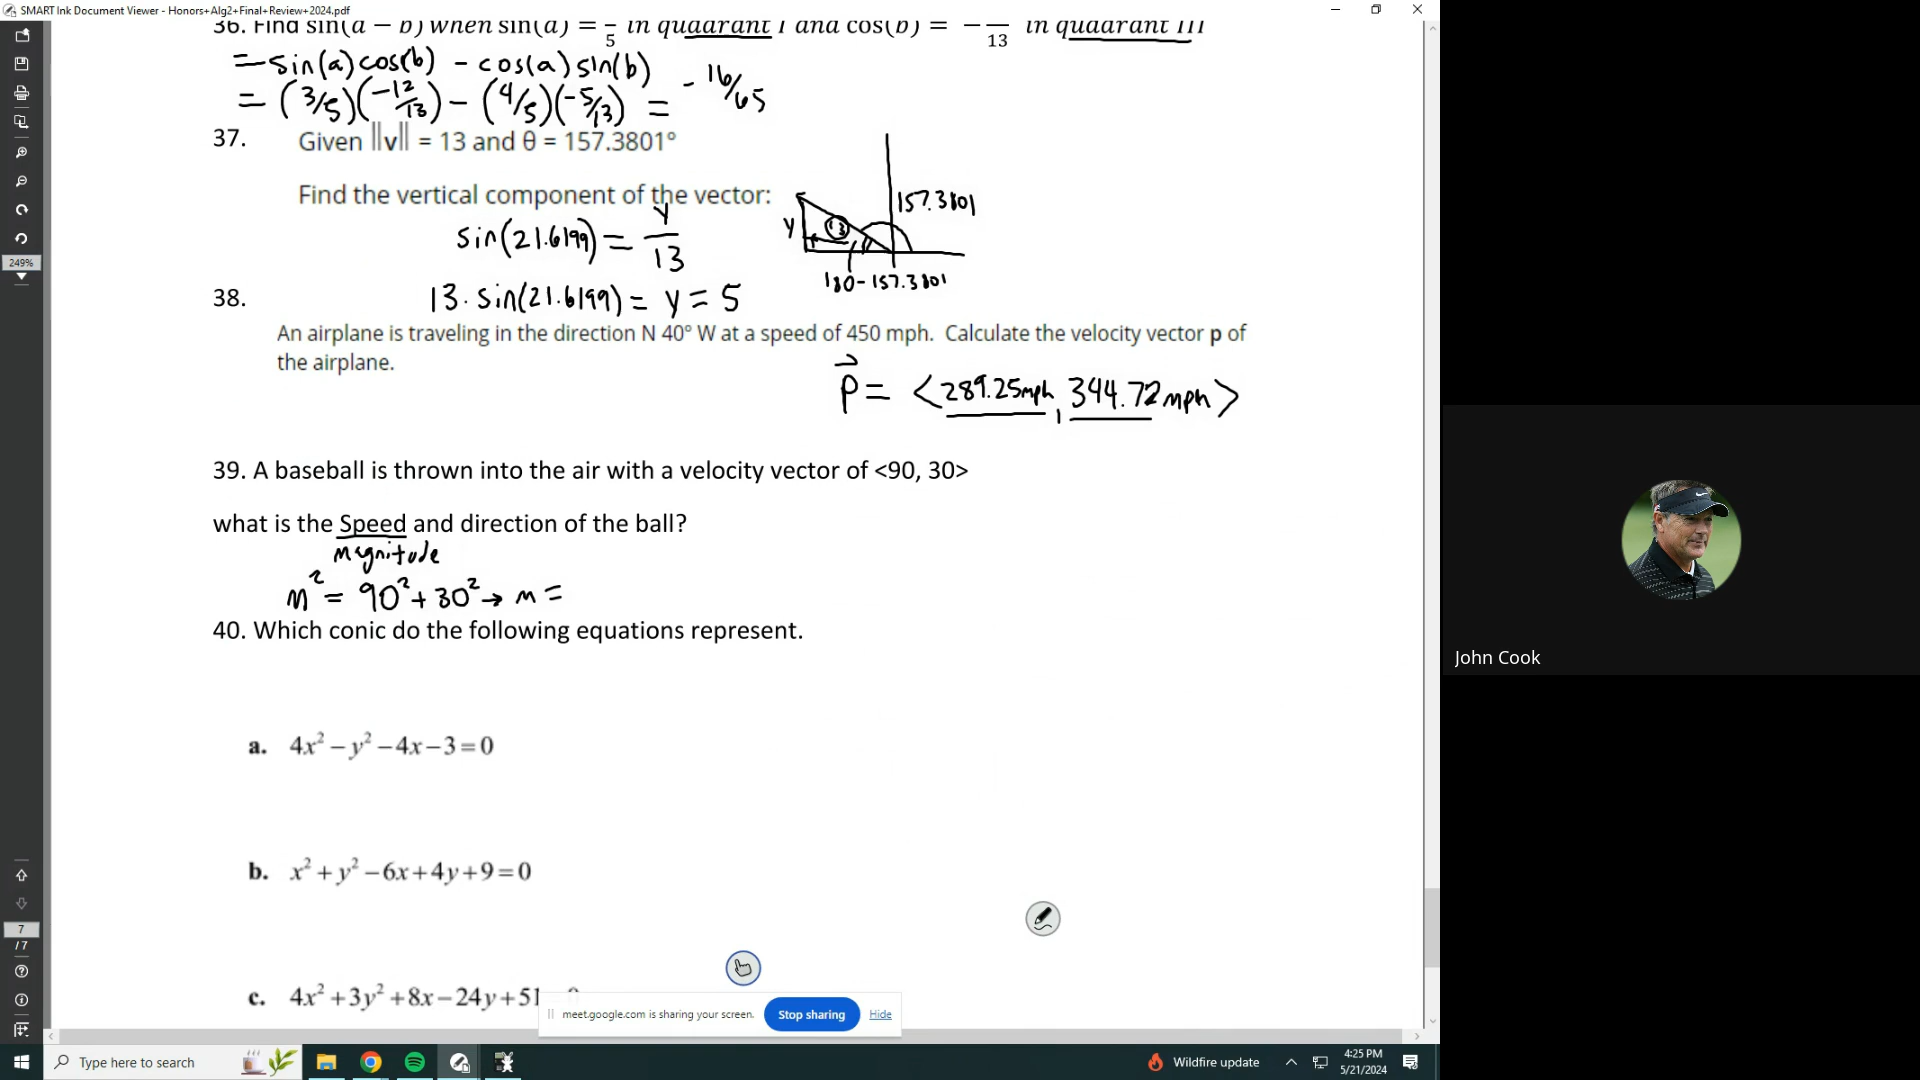 SMART Ink Document Viewer - Honors+Alg2+Final+Review+2024.pdf
36. Find sin(a − b) when sin(a) = /5 in quadrant I and cos(b) = − /13 in quadrant III
= sin(a)cos(b) - cos(a)sin(b)
= (3/5)(-12/13) - (4/5)(-5/13) = -16/65
37. Given ||v|| = 13 and θ = 157.3801°
Find the vertical component of the vector:
157.3801
Y
13
180-157.3801
sin(21.6199) = Y/13
38. 13·sin(21.6199) = Y = 5
An airplane is traveling in the direction N 40° W at a speed of 450 mph. Calculate the velocity vector p of
the airplane.
P = <289.25mph, 344.72mph>
39. A baseball is thrown into the air with a velocity vector of <90, 30>
what is the Speed and direction of the ball?
magnitude
m² = 90² + 30² → m =
40. Which conic do the following equations represent.
a. 4x² − y² − 4x − 3 = 0
b. x² + y² − 6x + 4y + 9 = 0
c. 4x² + 3y² + 8x − 24y + 51
249%
7
/ 7
meet.google.com is sharing your screen.
Stop sharing
Hide
John Cook
Type here to search
Wildfire update
4:25 PM
5/21/2024